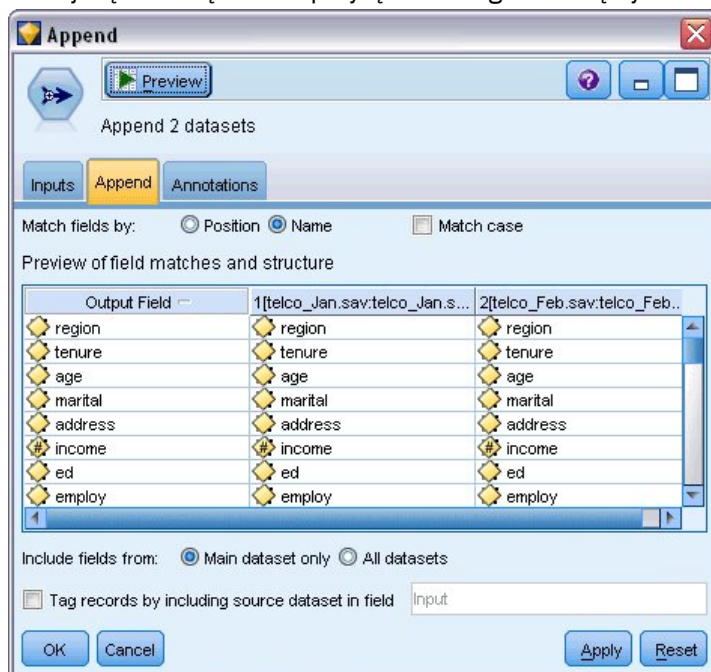 Append
Preview
Append 2 datasets
Inputs Append Annotations
Match fields by: Position Name Match case
Preview of field matches and structure
Output Field 1[telco_Jan.sav:telco_Jan.s... 2[telco_Feb.sav:telco_Feb...
region region region
tenure tenure tenure
age age age
marital marital marital
address address address
income income income
ed ed ed
employ employ employ
Include fields from: Main dataset only All datasets
Tag records by including source dataset in field Input
OK Cancel Apply Reset